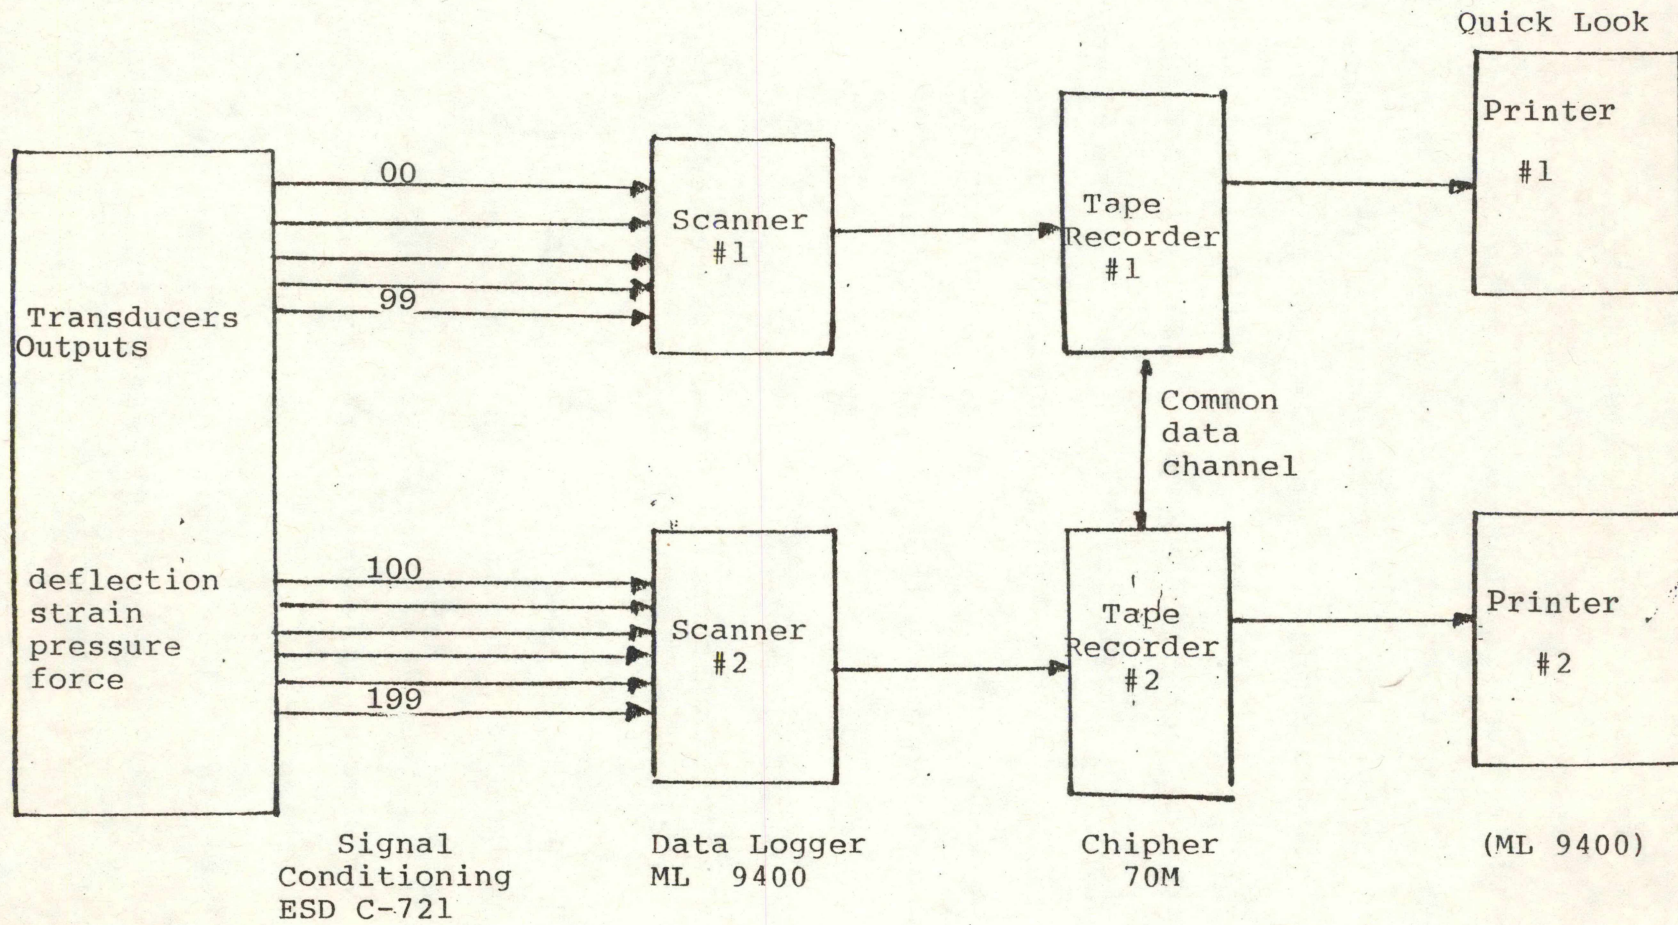 Quick Look
Transducers
Outputs
deflection
strain
pressure
force
00
99
100
199
Signal
Conditioning
ESD C-721
Scanner
#1
Scanner
#2
Data Logger
ML 9400
Tape
Recorder
#1
Common
data
channel
Tape
Recorder
#2
Chipher
70M
Printer
#1
Printer
#2
(ML 9400)